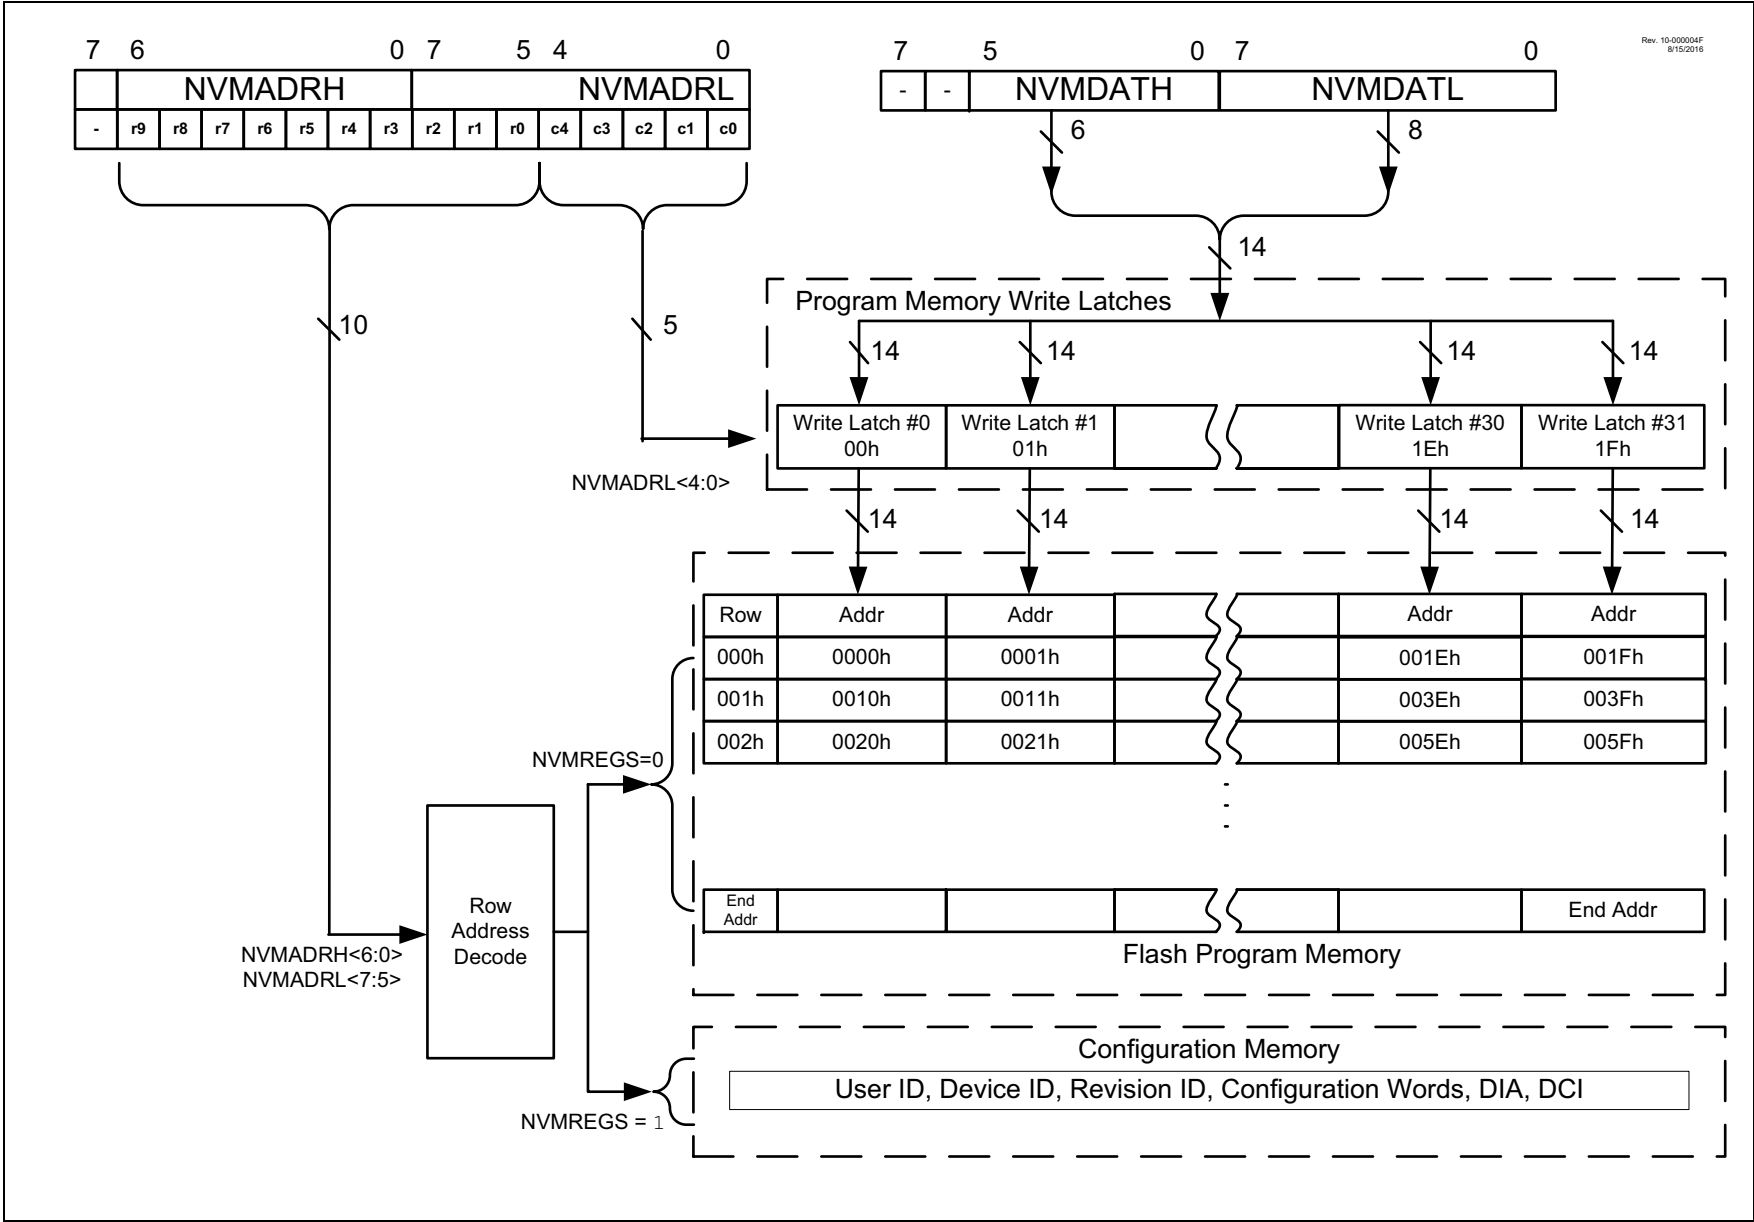 Rev. 10-000004F
8/15/2016
7 6 0 7 5 4 0
7 5 0 7 0
NVMADRH NVMADRL
- - NVMDATH NVMDATL
- r9 r8 r7 r6 r5 r4 r3 r2 r1 r0 c4 c3 c2 c1 c0
6 8
14
10 5
Program Memory Write Latches
14 14 14 14
Write Latch #0 Write Latch #1 Write Latch #30 Write Latch #31
00h 01h 1Eh 1Fh
NVMADRL<4:0>
14 14 14 14
Row Addr Addr Addr Addr
000h 0000h 0001h 001Eh 001Fh
001h 0010h 0011h 003Eh 003Fh
002h 0020h 0021h 005Eh 005Fh
NVMREGS=0
End
Addr
End Addr
Row
Address
Decode
NVMADRH<6:0>
NVMADRL<7:5>
Flash Program Memory
Configuration Memory
User ID, Device ID, Revision ID, Configuration Words, DIA, DCI
NVMREGS = 1